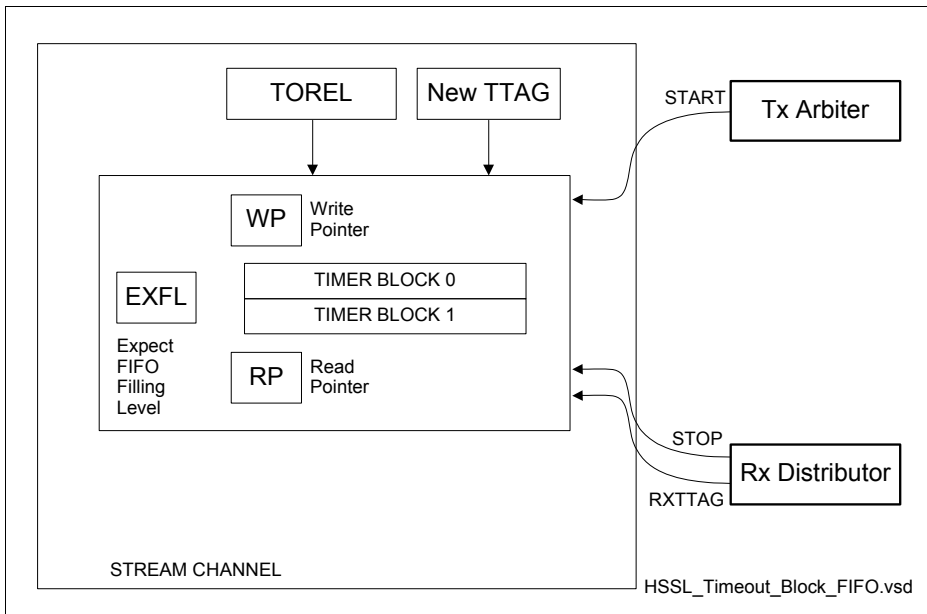 TOREL
New TTAG
START
Tx Arbiter
WP
Write
Pointer
TIMER BLOCK 0
EXFL
TIMER BLOCK 1
Expect
FIFO
Filling
Level
RP
Read
Pointer
STOP
Rx Distributor
RXTTAG
STREAM CHANNEL
HSSL_Timeout_Block_FIFO.vsd